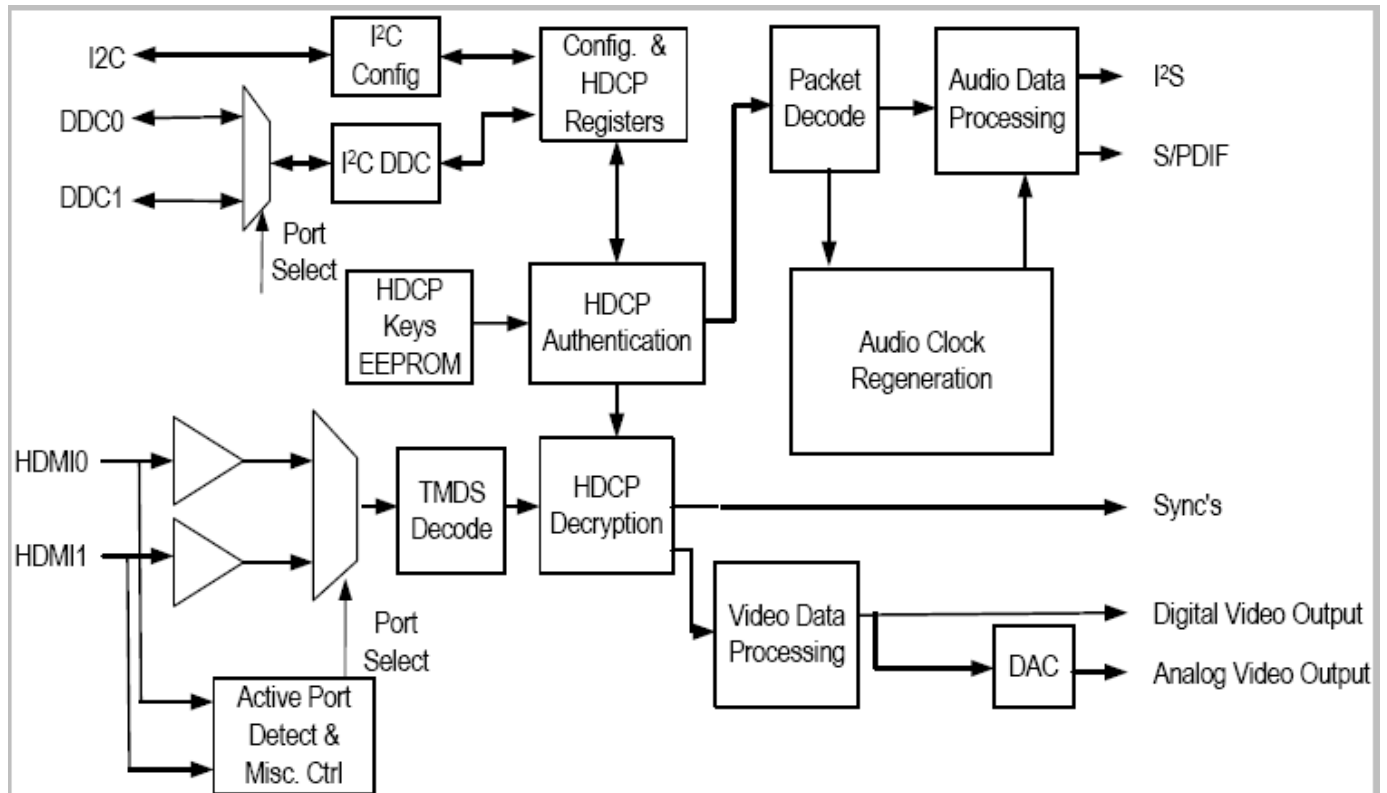 I2C
I²C
Config
Config. &
HDCP
Registers
Packet
Decode
Audio Data
Processing
I²S
S/PDIF
DDC0
DDC1
I²C DDC
Port
Select
HDCP
Keys
EEPROM
HDCP
Authentication
Audio Clock
Regeneration
HDMI0
HDMI1
TMDS
Decode
HDCP
Decryption
Sync's
Port
Select
Video Data
Processing
Digital Video Output
DAC
Analog Video Output
Active Port
Detect &
Misc. Ctrl